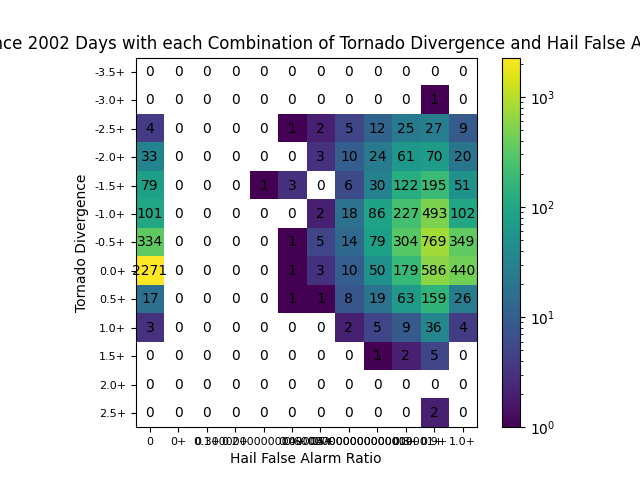 nce 2002 Days with each Combination of Tornado Divergence and Hail False A
-3.5+ 0 0 0 0 0 0 0 0 0 0 0 0
-3.0+ 0 0 0 0 0 0 0 0 0 0 1 0
-2.5+ 4 0 0 0 0 1 2 5 12 25 27 9
-2.0+ 33 0 0 0 0 0 3 10 24 61 70 20
-1.5+ 79 0 0 0 1 3 0 6 30 122 195 51
-1.0+ 101 0 0 0 0 0 2 18 86 227 493 102
-0.5+ 334 0 0 0 0 1 5 14 79 304 769 349
0.0+ 2271 0 0 0 0 1 3 10 50 179 586 440
0.5+ 17 0 0 0 0 1 1 8 19 63 159 26
1.0+ 3 0 0 0 0 0 0 2 5 9 36 4
1.5+ 0 0 0 0 0 0 0 0 1 2 5 0
2.0+ 0 0 0 0 0 0 0 0 0 0 0 0
2.5+ 0 0 0 0 0 0 0 0 0 0 2 0
0 0+ 1.0+
Hail False Alarm Ratio
Tornado Divergence
10³
10²
10¹
10⁰